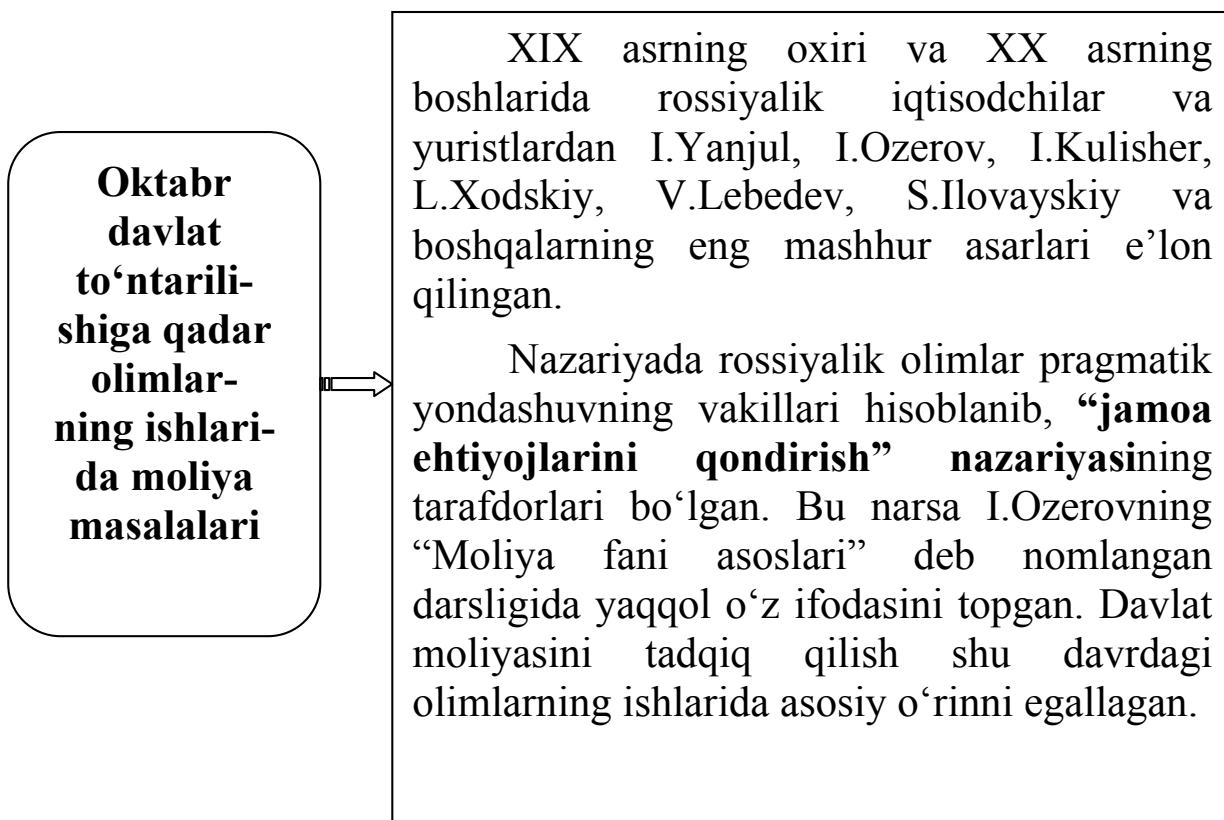 Oktabr
davlat
to‘ntarili-
shiga qadar
olimlar-
ning ishlari-
da moliya
masalalari
XIX asrning oxiri va XX asrning
boshlarida rossiyalik iqtisodchilar va
yuristlardan I.Yanjul, I.Ozerov, I.Kulisher,
L.Xodskiy, V.Lebedev, S.Ilovayskiy va
boshqalarning eng mashhur asarlari e’lon
qilingan.
Nazariyada rossiyalik olimlar pragmatik
yondashuvning vakillari hisoblanib, “jamoa
ehtiyojlarini qondirish” nazariyasining
tarafdorlari bo‘lgan. Bu narsa I.Ozerovning
“Moliya fani asoslari” deb nomlangan
darsligida yaqqol o‘z ifodasini topgan. Davlat
moliyasini tadqiq qilish shu davrdagi
olimlarning ishlarida asosiy o‘rinni egallagan.